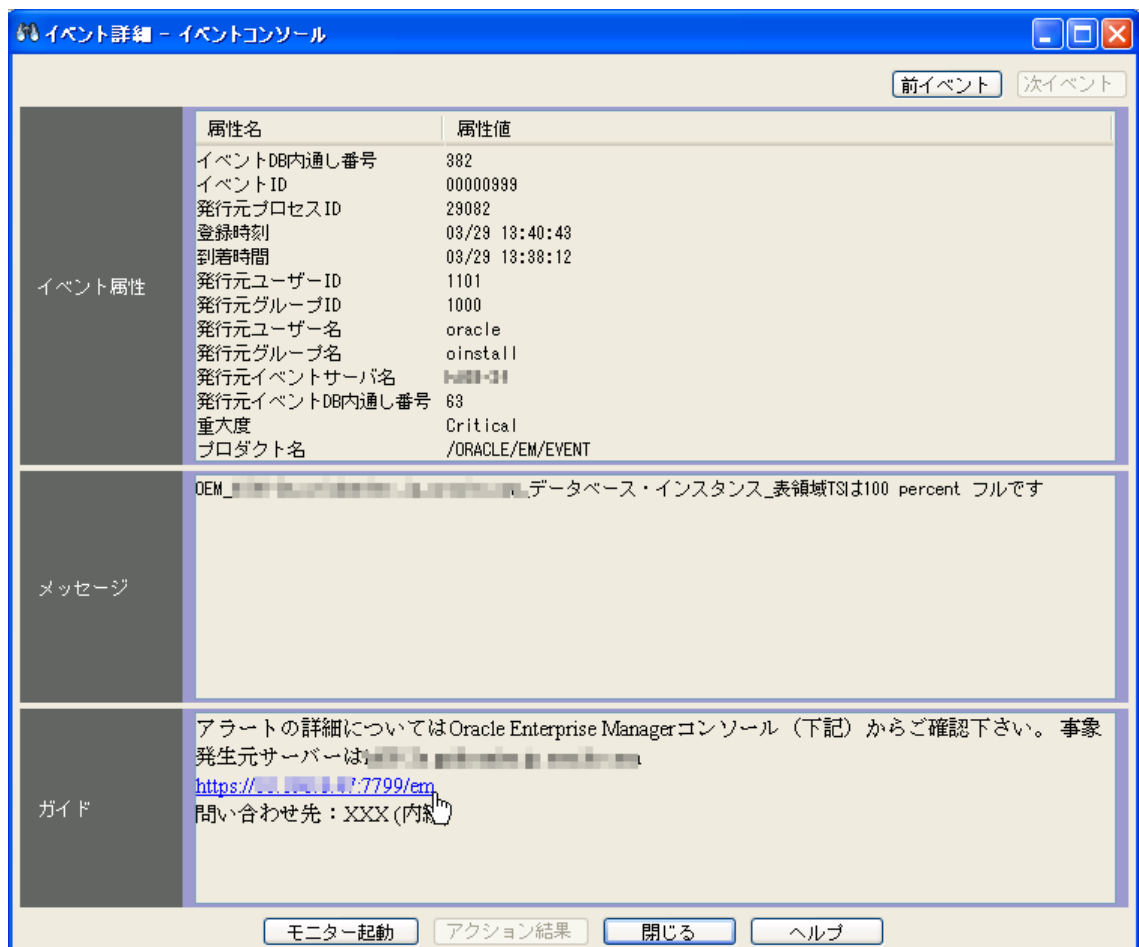 イベント詳細 - イベントコンソール
前イベント 次イベント
属性名 属性値
イベントDB内通し番号 382
イベントID 00000999
発行元プロセスID 29082
登録時刻 03/29 13:40:43
到着時間 03/29 13:38:12
イベント属性
発行元ユーザーID 1101
発行元グループID 1000
発行元ユーザー名 oracle
発行元グループ名 oinstall
発行元イベントサーバ名
発行元イベントDB内通し番号 63
重大度 Critical
プロダクト名 /ORACLE/EM/EVENT
OEM_ _データベース・インスタンス_表領域TSは100 percent フルです
メッセージ
アラートの詳細についてはOracle Enterprise Managerコンソール（下記）からご確認下さい。 事象
発生元サーバーは
https:// :7799/em
ガイド
問い合わせ先：XXX (内線
モニター起動 アクション結果 閉じる ヘルプ